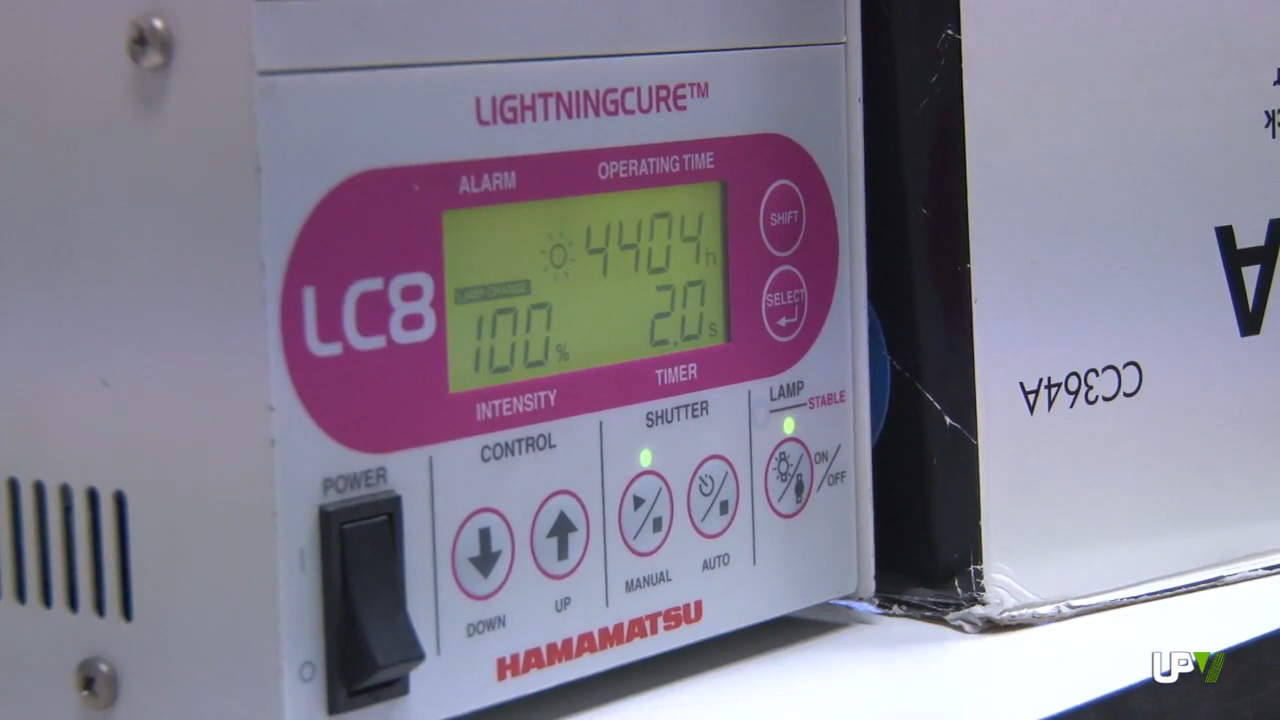 LIGHTNINGCURE™
ALARM
OPERATING TIME
4404h
LAMP CHANGE
100%
2.0s
LC8
SHIFT
SELECT
INTENSITY
TIMER
POWER
CONTROL
SHUTTER
LAMP
STABLE
ON/OFF
DOWN
UP
MANUAL
AUTO
HAMAMATSU
CC364A
A
UPV